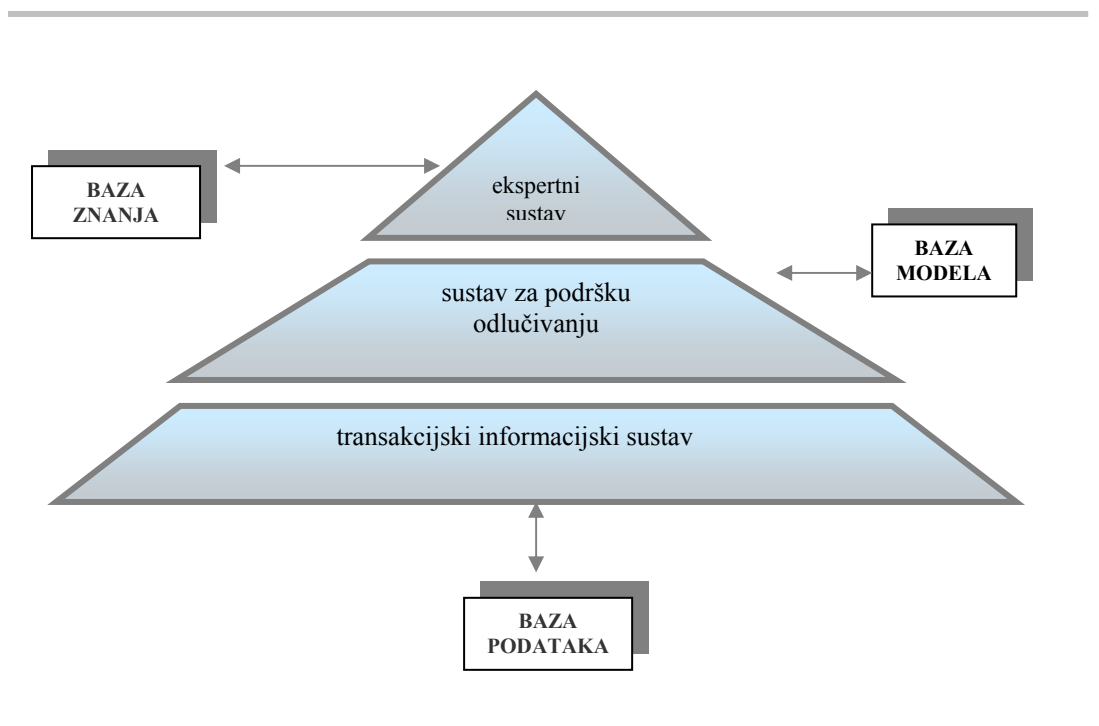 ekspertni
sustav
BAZA
ZNANJA
BAZA
MODELA
sustav za podršku
odlučivanju
transakcijski informacijski sustav
BAZA
PODATAKA